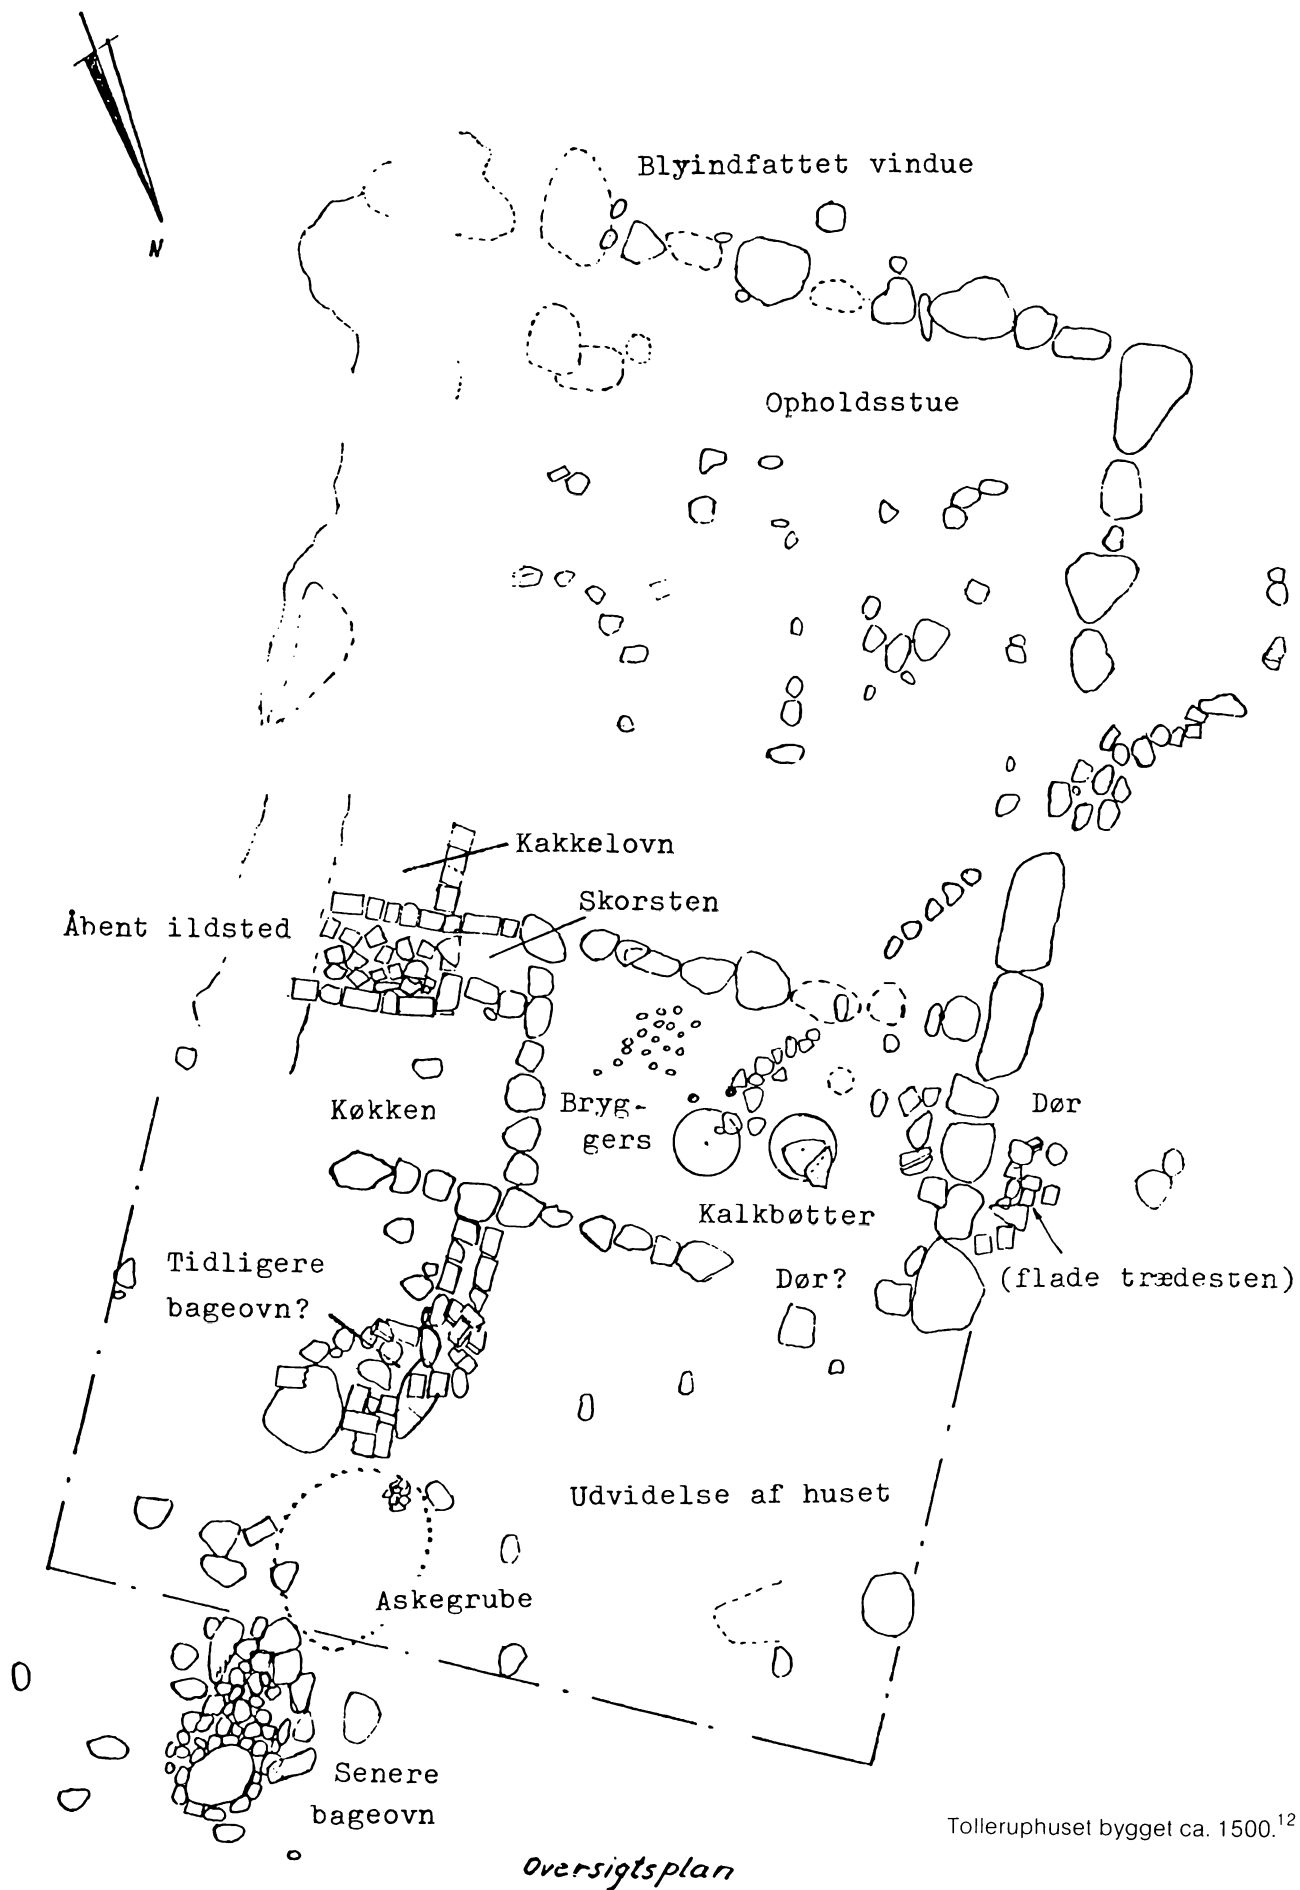 N
Blyindfattet vindue
Opholdsstue
Kakkelovn
Skorsten
Åbent ildsted
Køkken
Bryg-
gers
Dør
Kalkbøtter
Tidligere
bageovn?
Dør?
(flade trædesten)
Udvidelse af huset
Askegrube
Senere
bageovn
Tolleruphuset bygget ca. 1500.12
Oversigtsplan